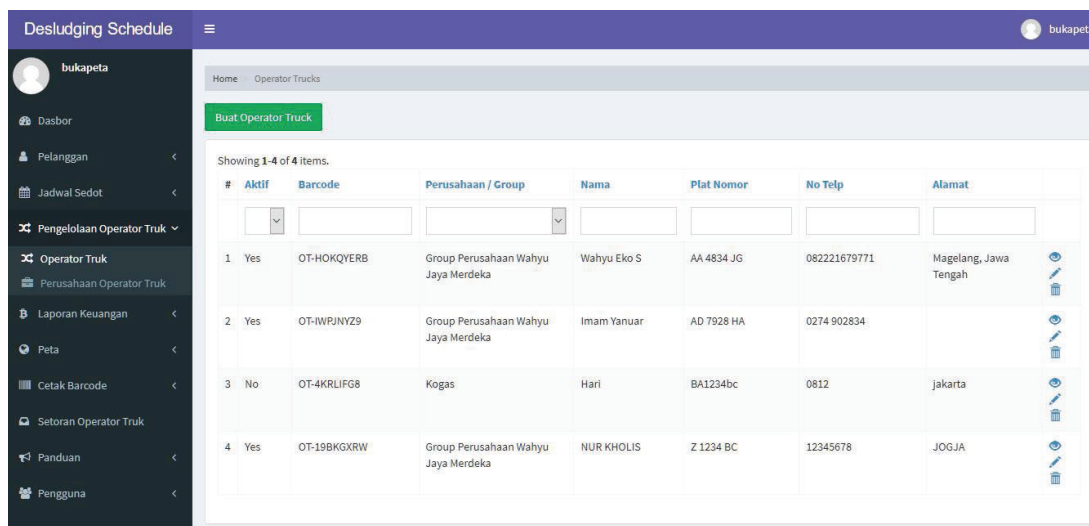 Desludging Schedule
bukapet
bukapeta
Home Operator Trucks
Dasbor
Buat Operator Truck
Pelanggan
Showing 1-4 of 4 items.
Jadwal Sedot
# Aktif Barcode Perusahaan / Group Nama Plat Nomor No Telp Alamat
Pengelolaan Operator Truk
Operator Truk
Perusahaan Operator Truk
Laporan Keuangan
Peta
Cetak Barcode
Setoran Operator Truk
Panduan
Pengguna
1 Yes OT-HOKQYERB Group Perusahaan Wahyu Wahyu Eko S AA 4834 JG 082221679771 Magelang, Jawa
Jaya Merdeka Tengah
2 Yes OT-IWPJNYZ9 Group Perusahaan Wahyu Imam Yanuar AD 7928 HA 0274 902834
Jaya Merdeka
3 No OT-4KRLIFG8 Kogas Hari BA1234bc 0812 jakarta
4 Yes OT-19BKGXRW Group Perusahaan Wahyu NUR KHOLIS Z 1234 BC 12345678 JOGJA
Jaya Merdeka